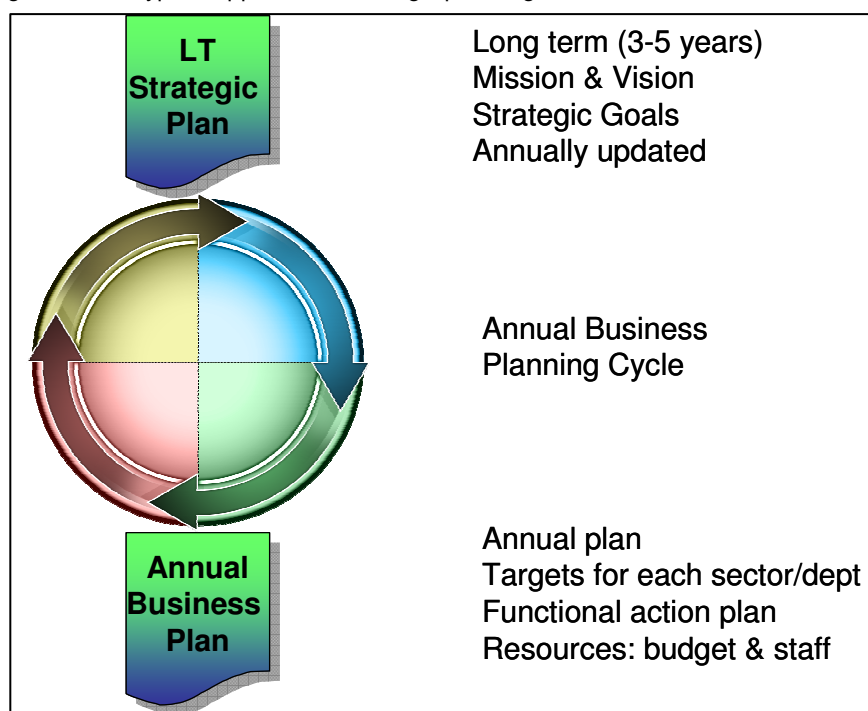 LT
Strategic
Plan
Long term (3-5 years)
Mission & Vision
Strategic Goals
Annually updated
Annual Business
Planning Cycle
Annual
Business
Plan
Annual plan
Targets for each sector/dept
Functional action plan
Resources: budget & staff